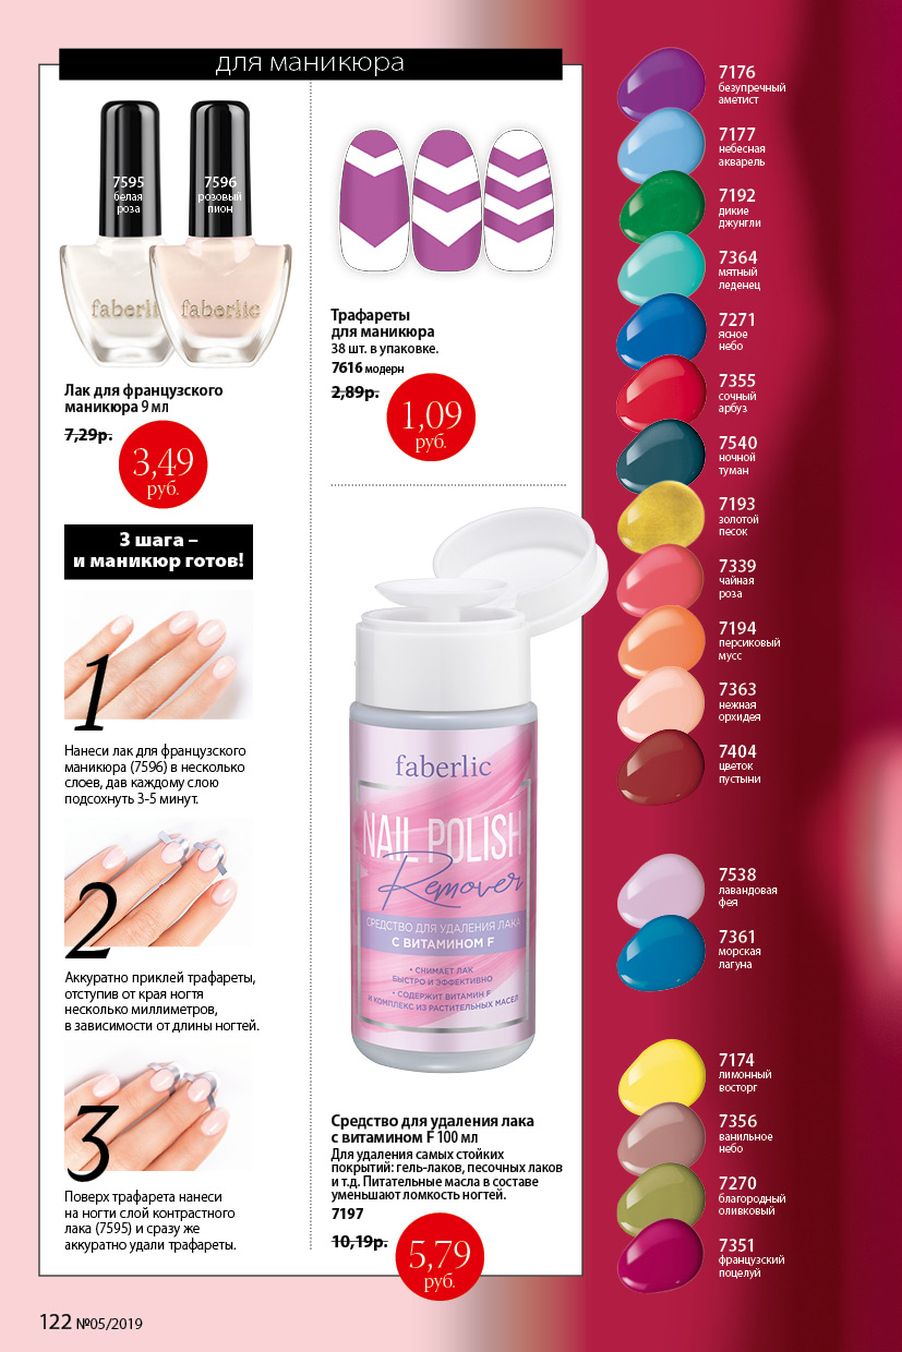 для маникюра
7595
белая
роза
7596
розовый
пион
faberli
faberlic
Лак для французского
маникюра 9 мл
7,29р.
3,49
руб.
3 шага –
и маникюр готов!
1
Нанеси лак для французского
маникюра (7596) в несколько
слоев, дав каждому слою
подсохнуть 3-5 минут.
2
Аккуратно приклей трафареты,
отступив от края ногтя
несколько миллиметров,
в зависимости от длины ногтей.
3
Поверх трафарета нанеси
на ногти слой контрастного
лака (7595) и сразу же
аккуратно удали трафареты.
Трафареты
для маникюра
38 шт. в упаковке.
7616 модерн
2,89р.
1,09
руб.
faberlic
NAIL POLISH
Remover
СРЕДСТВО ДЛЯ УДАЛЕНИЯ ЛАКА
С ВИТАМИНОМ F
• СНИМАЕТ ЛАК
БЫСТРО И ЭФФЕКТИВНО
• СОДЕРЖИТ ВИТАМИН F
И КОМПЛЕКС ИЗ РАСТИТЕЛЬНЫХ МАСЕЛ
Средство для удаления лака
с витамином F 100 мл
Для удаления самых стойких
покрытий: гель-лаков, песочных лаков
и т.д. Питательные масла в составе
уменьшают ломкость ногтей.
7197
10,19р.
5,79
руб.
7176
безупречный
аметист
7177
небесная
акварель
7192
дикие
джунгли
7364
мятный
леденец
7271
ясное
небо
7355
сочный
арбуз
7540
ночной
туман
7193
золотой
песок
7339
чайная
роза
7194
персиковый
мусс
7363
нежная
орхидея
7404
цветок
пустыни
7538
лавандовая
фея
7361
морская
лагуна
7174
лимонный
восторг
7356
ванильное
небо
7270
благородный
оливковый
7351
французский
поцелуй
122 №05/2019